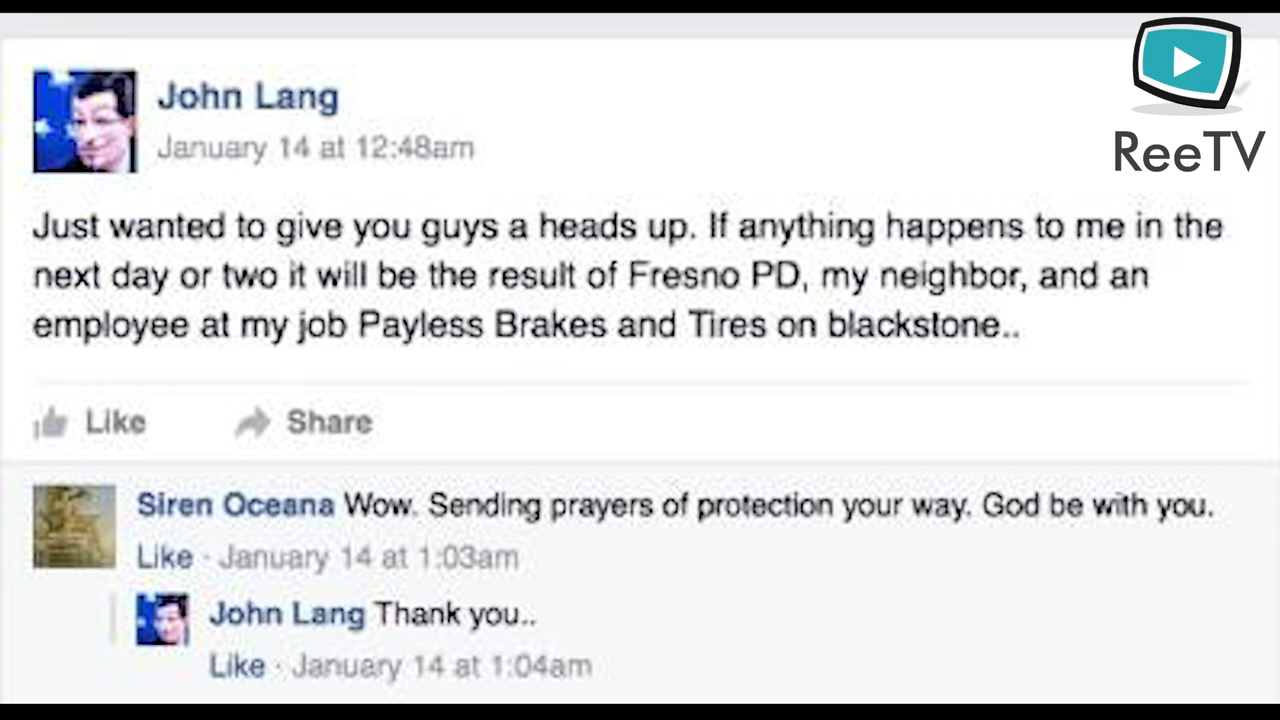 ReeTV
John Lang
January 14 at 12:48am
Just wanted to give you guys a heads up. If anything happens to me in the
next day or two it will be the result of Fresno PD, my neighbor, and an
employee at my job Payless Brakes and Tires on blackstone..
Like Share
Siren Oceana Wow. Sending prayers of protection your way. God be with you.
Like · January 14 at 1:03am
John Lang Thank you..
Like · January 14 at 1:04am